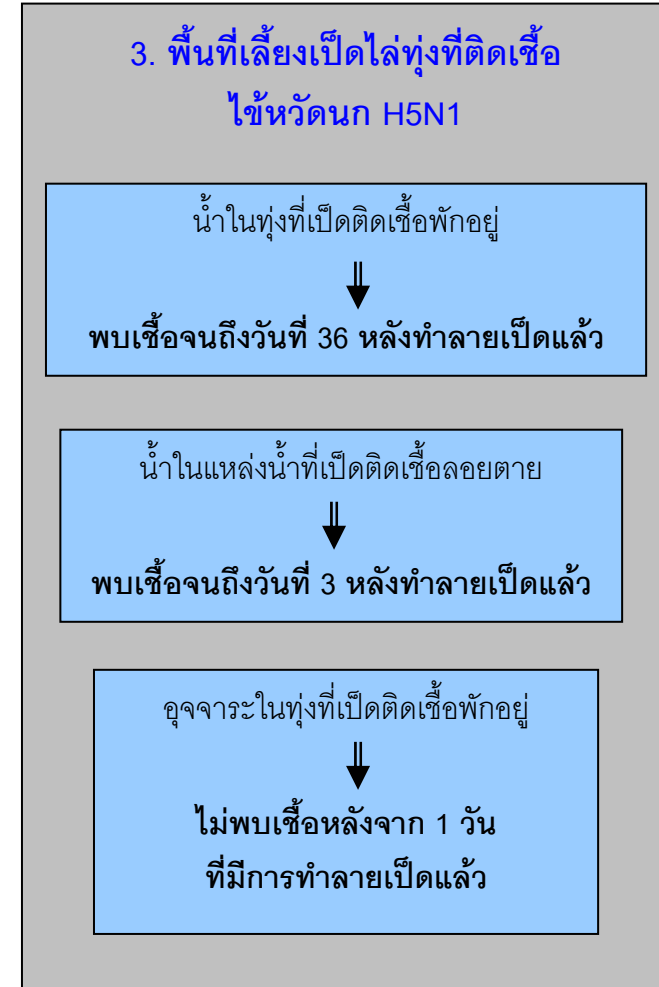 3. พื้นที่เลี้ยงเป็ดไล่ทุ่งที่ติดเชื้อ
ไข้หวัดนก H5N1
น้ำในทุ่งที่เป็ดติดเชื้อพักอยู่
พบเชื้อจนถึงวันที่ 36 หลังทำลายเป็ดแล้ว
น้ำในแหล่งน้ำที่เป็ดติดเชื้อลอยตาย
พบเชื้อจนถึงวันที่ 3 หลังทำลายเป็ดแล้ว
อุจจาระในทุ่งที่เป็ดติดเชื้อพักอยู่
ไม่พบเชื้อหลังจาก 1 วัน
ที่มีการทำลายเป็ดแล้ว